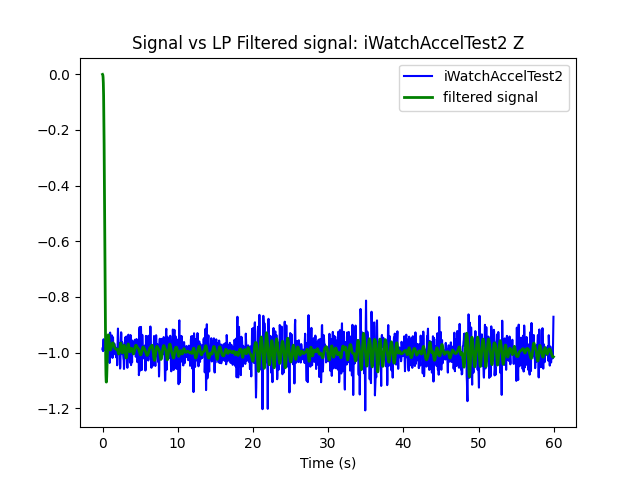 Signal vs LP Filtered signal: iWatchAccelTest2 Z
iWatchAccelTest2
filtered signal
0.0
−0.2
−0.4
−0.6
−0.8
−1.0
−1.2
0 10 20 30 40 50 60
Time (s)